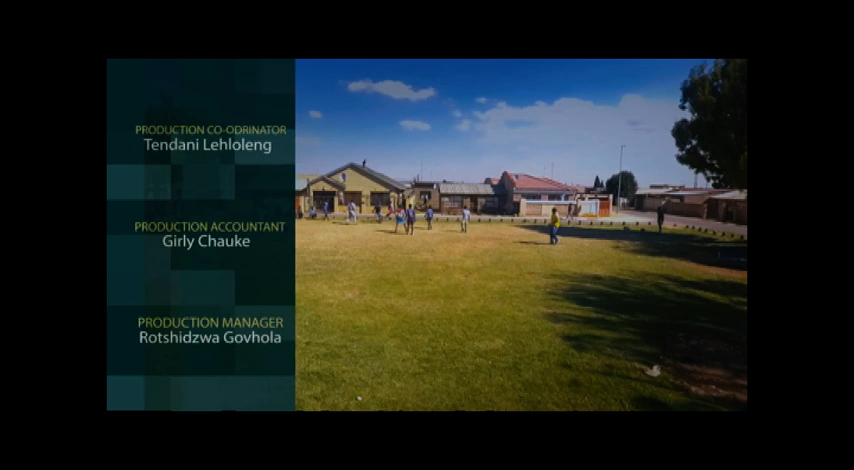 PRODUCTION CO-ODRINATOR
Tendani Lehloleng
PRODUCTION ACCOUNTANT
Girly Chauke
PRODUCTION MANAGER
Rotshidzwa Govhola